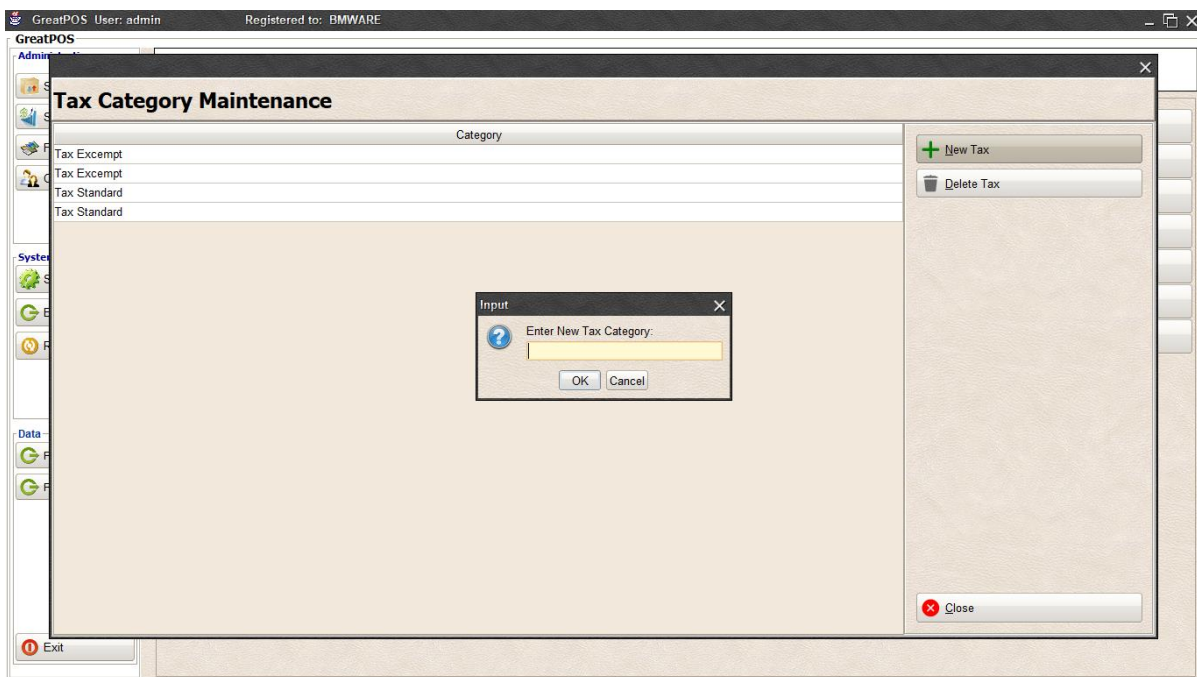 GreatPOS User: admin Registered to: BMWARE
GreatPOS
Tax Category Maintenance
Category
Tax Excempt
Tax Excempt
Tax Standard
Tax Standard
New Tax
Delete Tax
Input
Enter New Tax Category:
OK Cancel
Data
Close
Exit